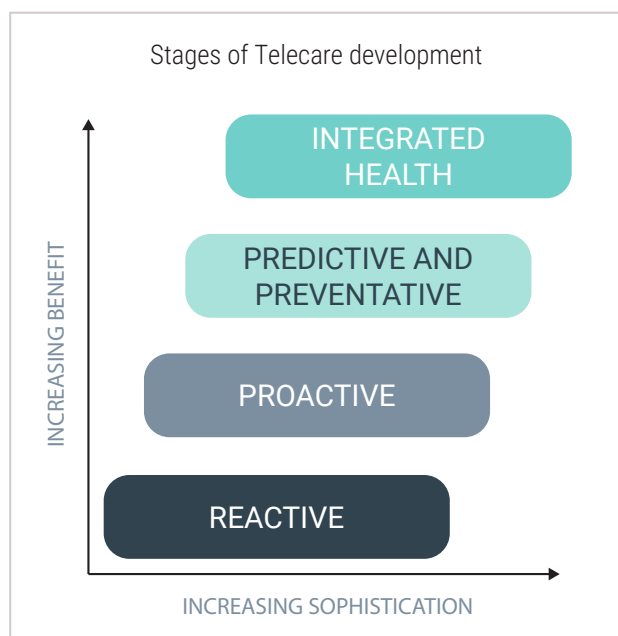 Stages of Telecare development
INTEGRATED
HEALTH
PREDICTIVE AND
PREVENTATIVE
PROACTIVE
REACTIVE
INCREASING BENEFIT
INCREASING SOPHISTICATION